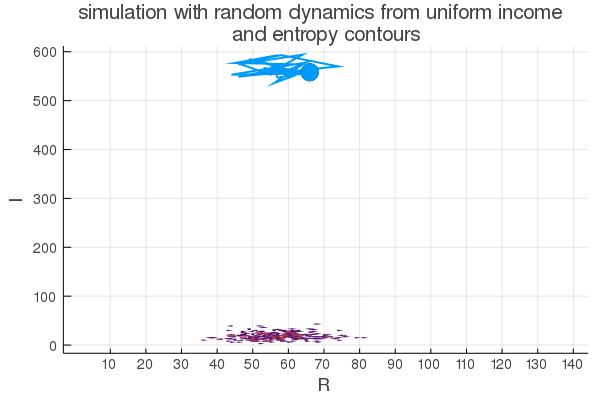 simulation with random dynamics from uniform income
and entropy contours
600
500
400
300
200
100
0
I
10 20 30 40 50 60 70 80 90 100 110 120 130 140
R